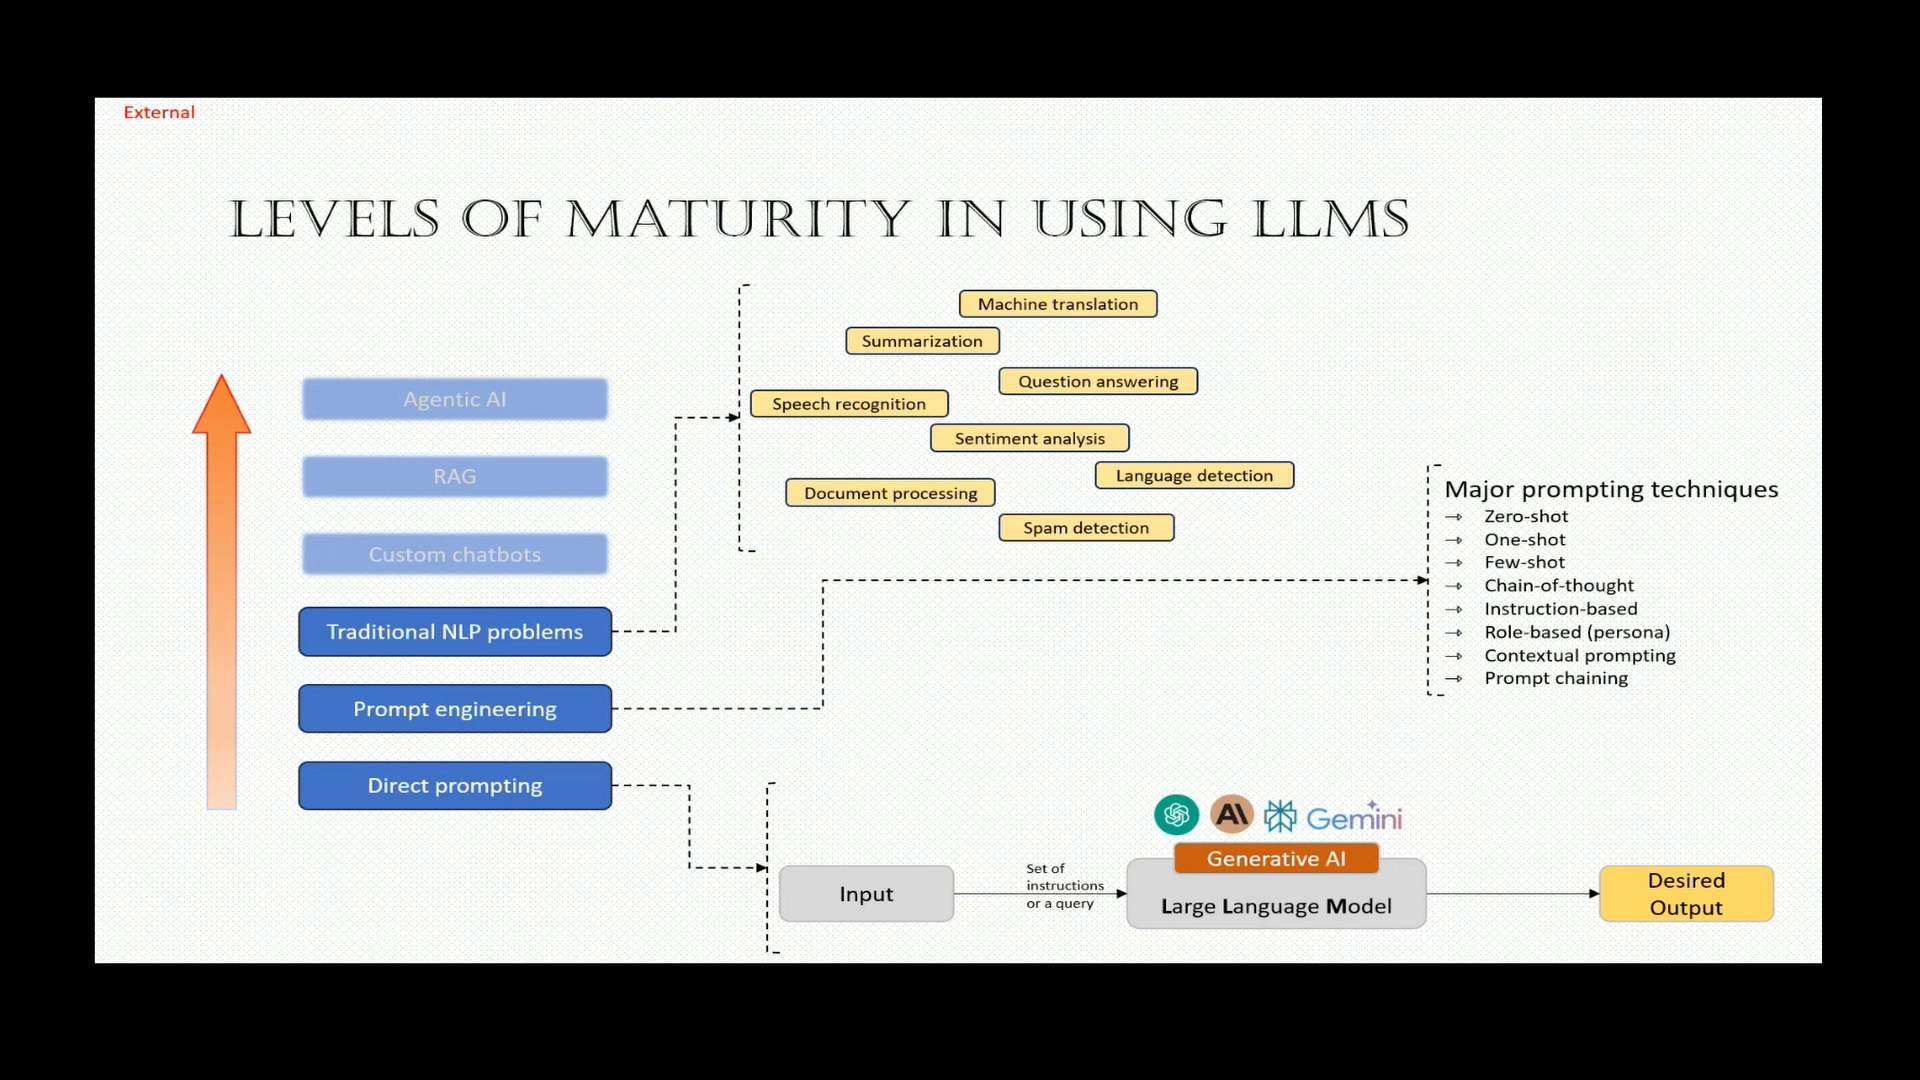 External
LEVELS OF MATURITY IN USING LLMS
Machine translation
Summarization
Question answering
Speech recognition
Sentiment analysis
Language detection
Document processing
Spam detection
Agentic AI
RAG
Custom chatbots
Traditional NLP problems
Prompt engineering
Direct prompting
Major prompting techniques
→ Zero-shot
→ One-shot
→ Few-shot
→ Chain-of-thought
→ Instruction-based
→ Role-based (persona)
→ Contextual prompting
→ Prompt chaining
Input
Set of
instructions
or a query
AI
Gemini
Generative AI
Large Language Model
Desired
Output